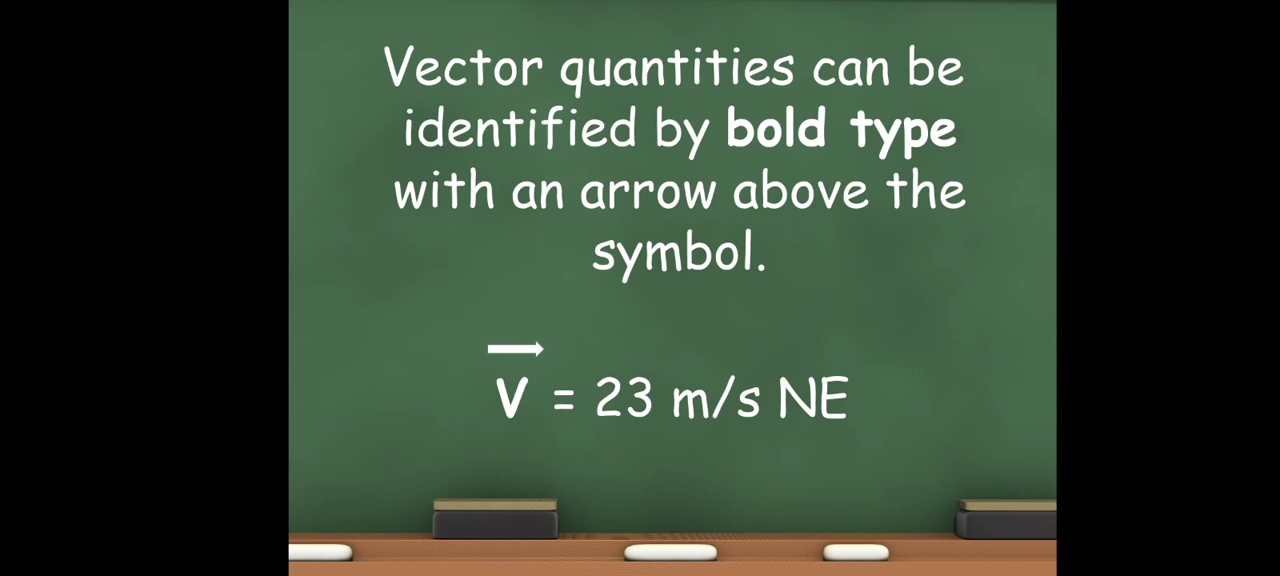 Vector quantities can be
identified by bold type
with an arrow above the
symbol.
V = 23 m/s NE